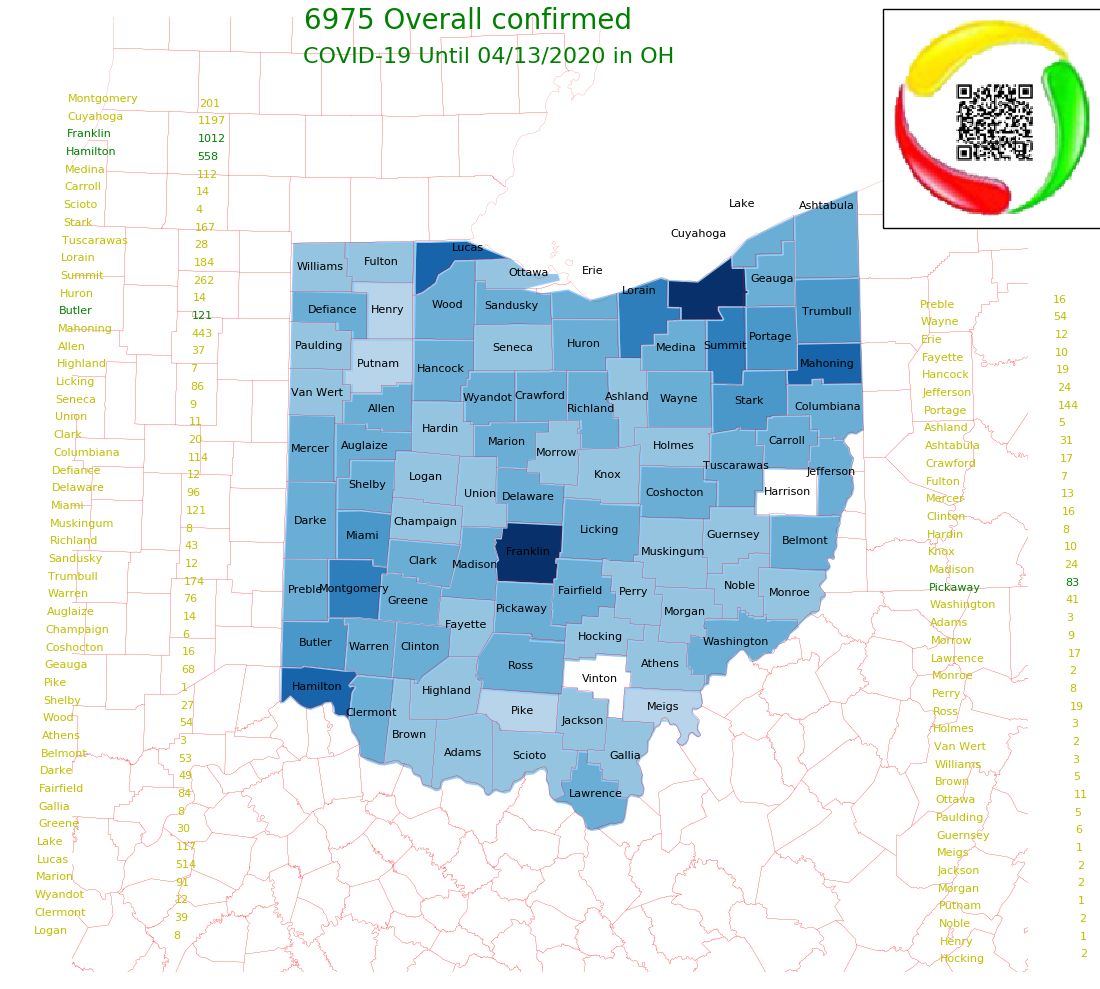 6975 Overall confirmed
COVID-19 Until 04/13/2020 in OH
Montgomery 201
Cuyahoga 1197
Franklin 1012
Hamilton 558
Medina 112
Carroll 14
Scioto 4
Stark 167
Tuscarawas 28
Lorain 184
Summit 262
Huron 14
Butler 121
Mahoning 443
Allen 37
Highland 7
Licking 86
Seneca 9
Union 11
Clark 20
Columbiana 114
Defiance 12
Delaware 96
Miami 121
Muskingum 8
Richland 43
Sandusky 12
Trumbull 174
Warren 76
Auglaize 14
Champaign 6
Coshocton 16
Geauga 68
Pike 1
Shelby 27
Wood 54
Athens 3
Belmont 53
Darke 49
Fairfield 84
Gallia 8
Greene 30
Lake 117
Lucas 514
Marion 91
Wyandot 12
Clermont 39
Logan 8
Lake
Ashtabula
Cuyahoga
Lucas
Williams
Fulton
Ottawa
Erie
Geauga
Lorain
Defiance
Henry
Wood
Sandusky
Trumbull
Paulding
Putnam
Seneca
Huron
Medina
Summit
Portage
Mahoning
Hancock
Van Wert
Allen
Wyandot
Crawford
Richland
Ashland
Wayne
Stark
Columbiana
Mercer
Auglaize
Hardin
Marion
Morrow
Holmes
Carroll
Tuscarawas
Jefferson
Shelby
Logan
Union
Delaware
Knox
Coshocton
Harrison
Darke
Miami
Champaign
Franklin
Licking
Muskingum
Guernsey
Belmont
Clark
Madison
Preble
Montgomery
Greene
Pickaway
Fairfield
Perry
Noble
Monroe
Morgan
Fayette
Butler
Warren
Clinton
Hocking
Washington
Ross
Vinton
Athens
Hamilton
Highland
Clermont
Pike
Jackson
Meigs
Brown
Adams
Scioto
Gallia
Lawrence
Preble 16
Wayne 54
Erie 12
Fayette 10
Hancock 19
Jefferson 24
Portage 144
Ashland 5
Ashtabula 31
Crawford 17
Fulton 7
Mercer 13
Clinton 16
Hardin 8
Knox 10
Madison 24
Pickaway 83
Washington 41
Adams 3
Morrow 9
Lawrence 17
Monroe 2
Perry 8
Ross 19
Holmes 3
Van Wert 2
Williams 3
Brown 5
Ottawa 11
Paulding 5
Guernsey 6
Meigs 1
Jackson 2
Morgan 2
Putnam 1
Noble 2
Henry 1
Hocking 2